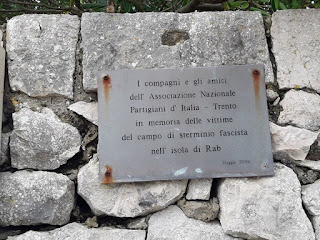 I compagni e gli amici
dell' Associazione Nazionale
Partigiani d' Italia - Trento
in memoria delle vittime
del campo di sterminio fascista
nell' isola di Rab